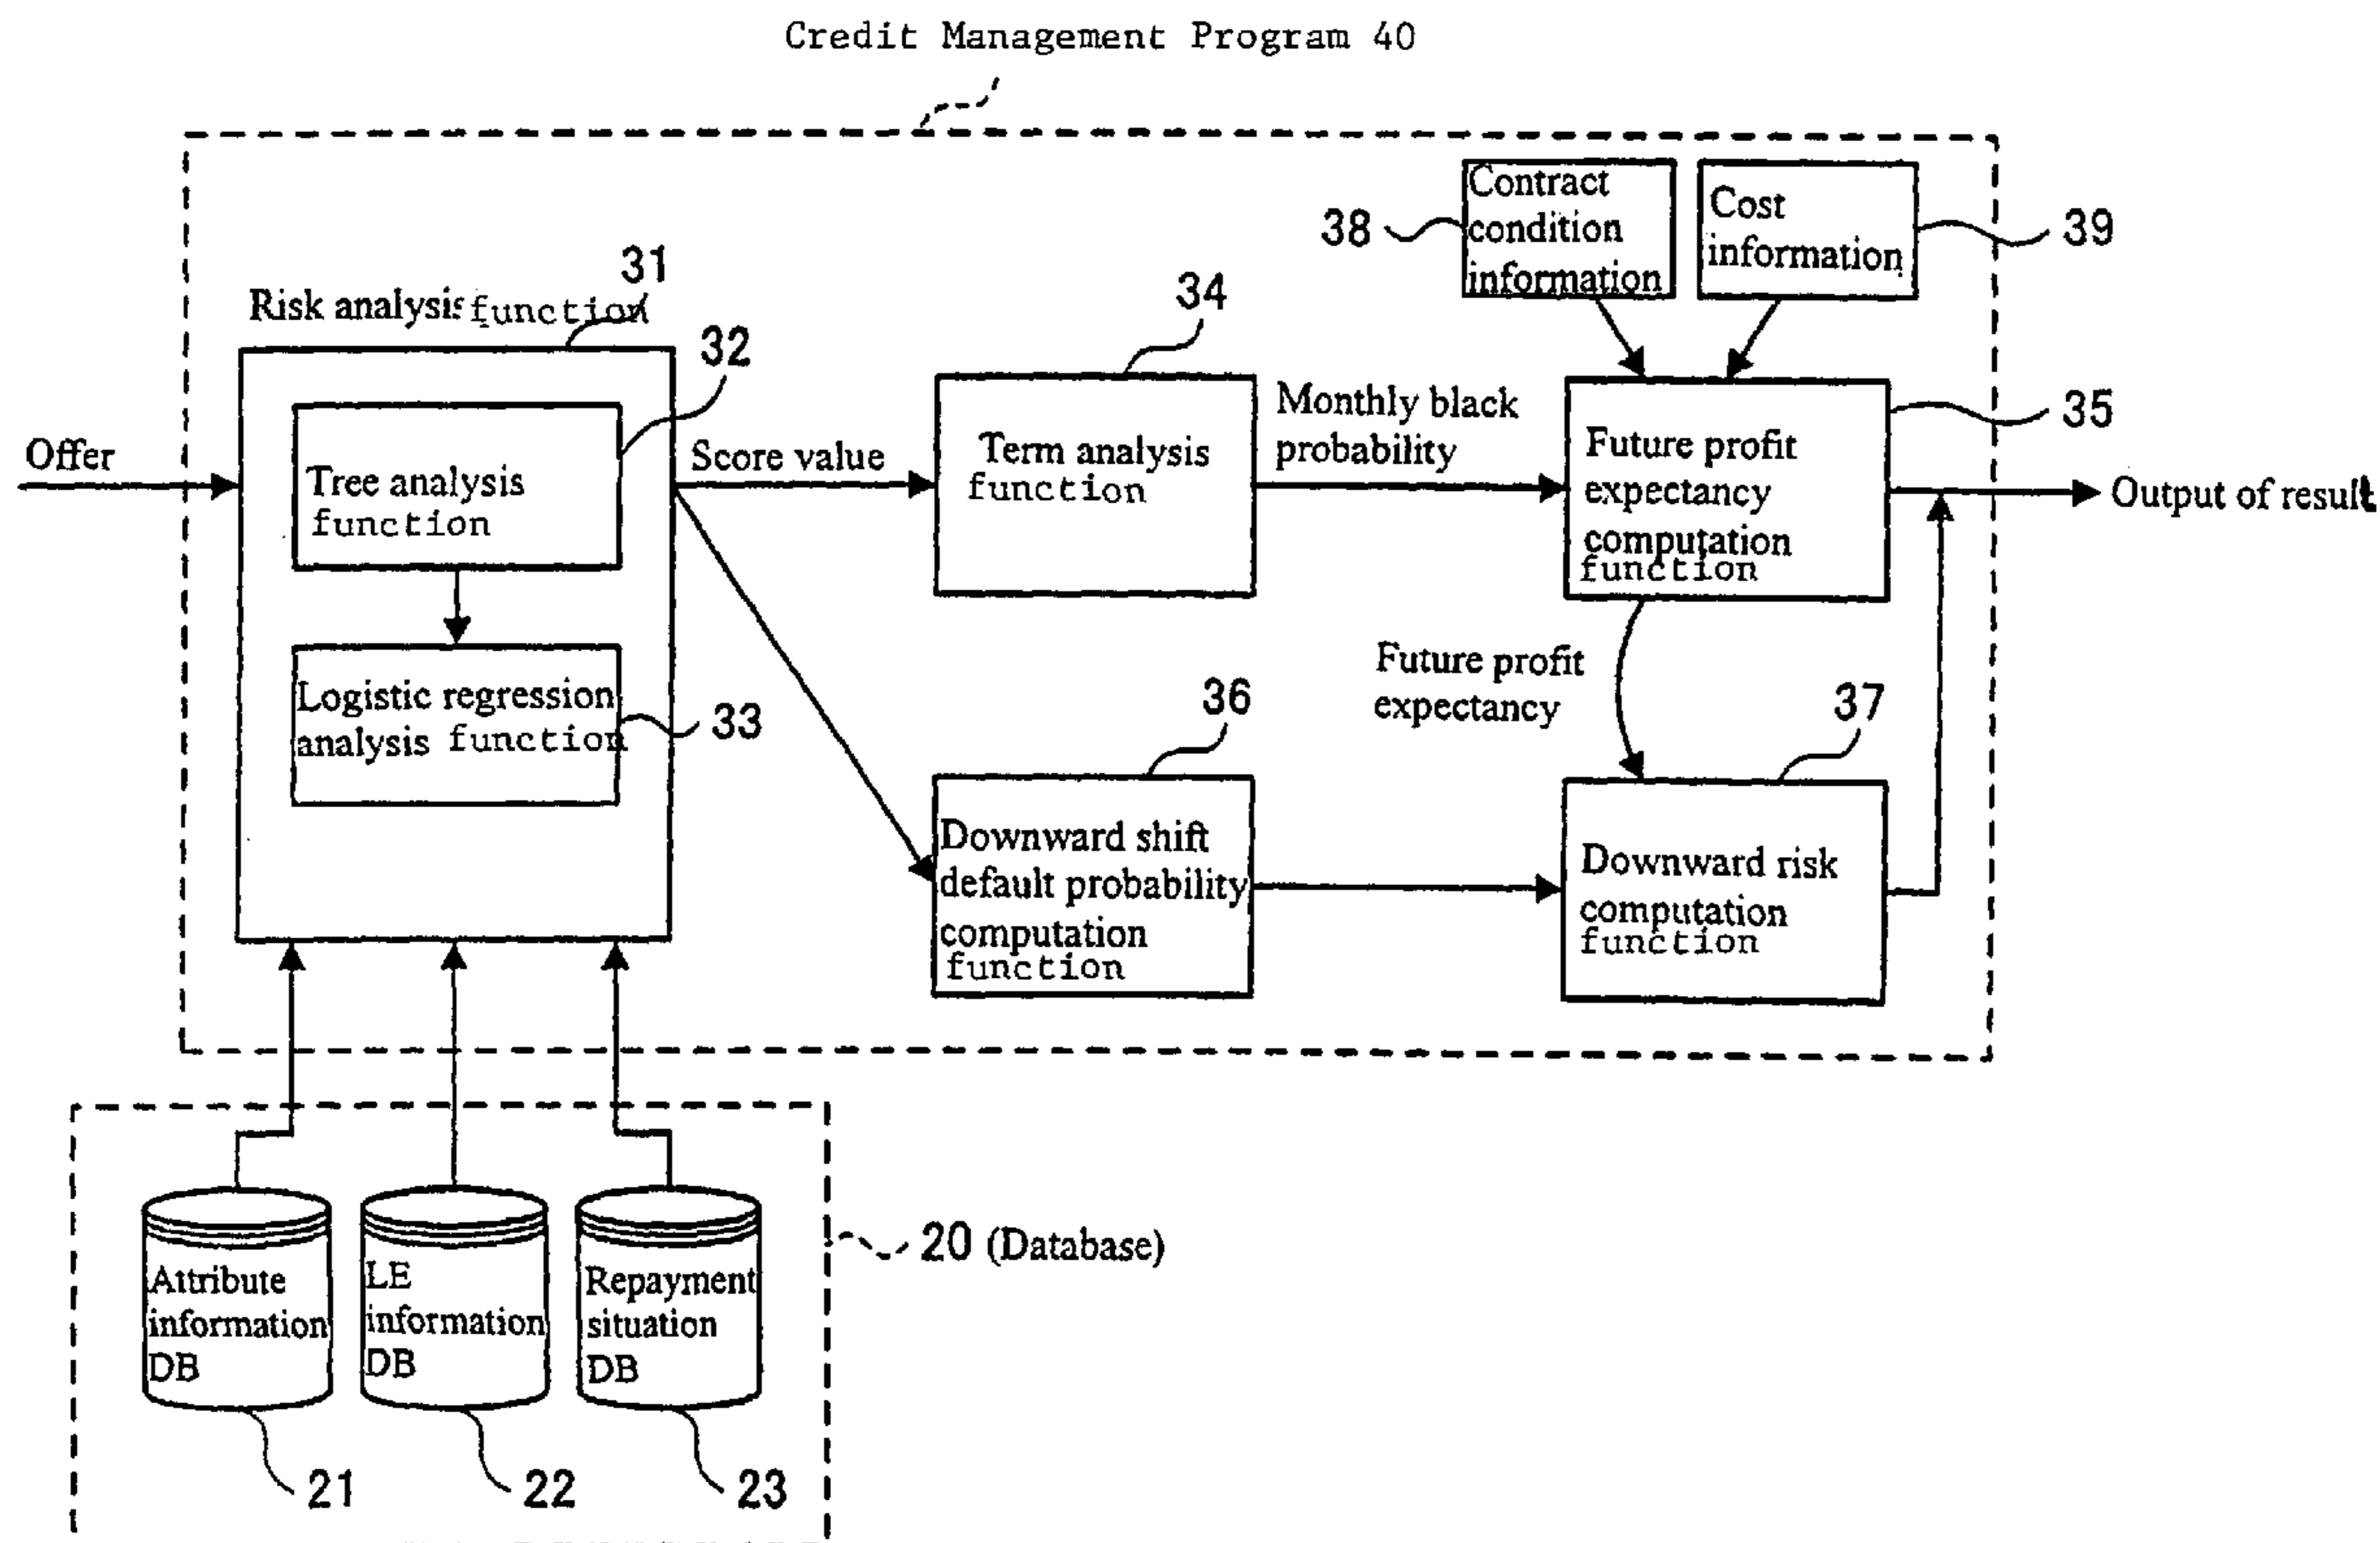 Credit Management Program 40
38
Contract
condition
information
Cost
information
39
31
Risk analysis function
32
34
Offer
Tree analysis
function
Score value
Term analysis
function
Monthly black
probability
Future profit
expectancy
computation
function
35
Output of result
Logistic regression
analysis function
33
Future profit
expectancy
36
Downward shift
default probability
computation
function
37
Downward risk
computation
function
Attribute
information
DB
LE
information
DB
Repayment
situation
DB
20 (Database)
21
22
23